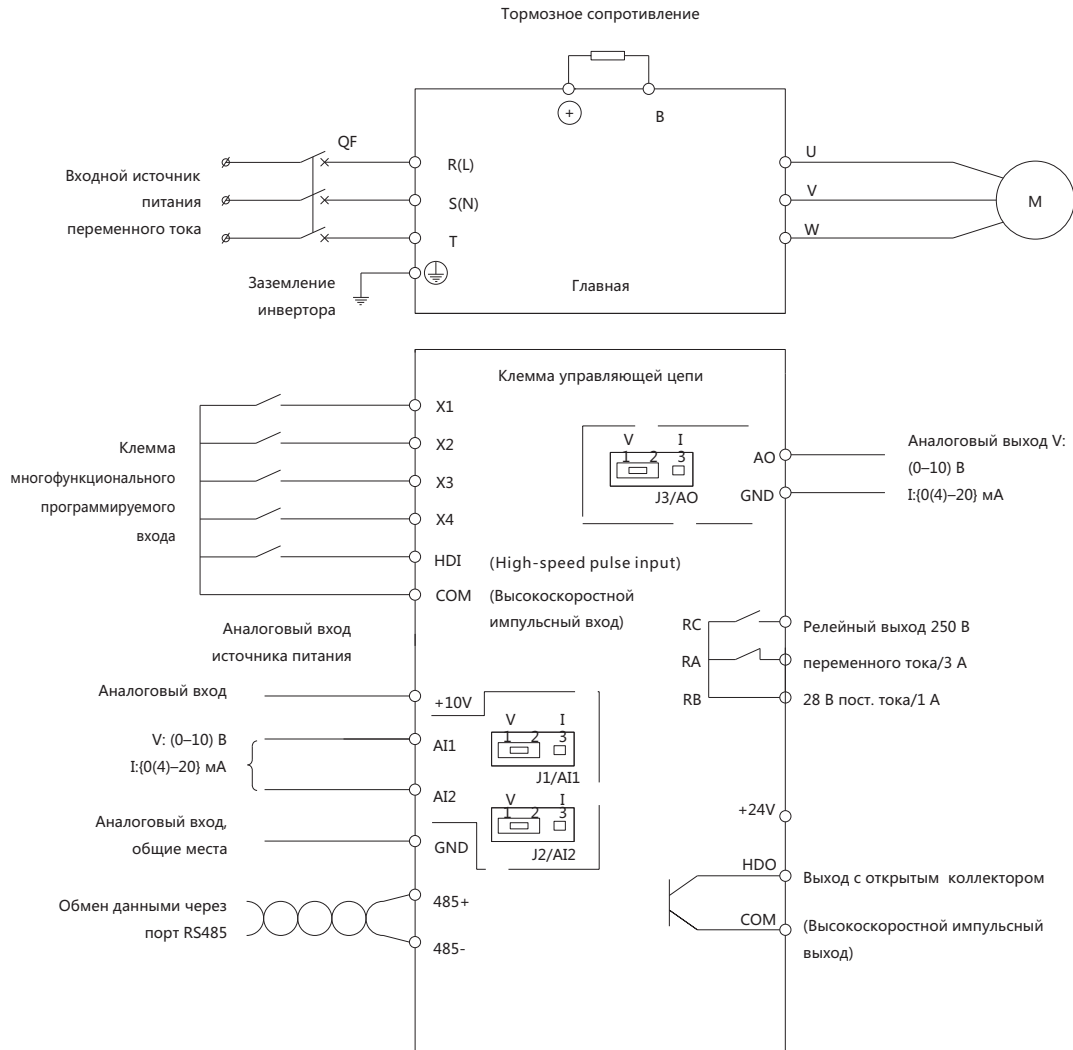 Тормозное сопротивление
+
B
QF
Входной источник
питания
переменного тока
R(L)
S(N)
T
U
V
W
M
Заземление
инвертора
Главная
Клемма управляющей цепи
Клемма
многофункционального
программируемого
входа
X1
X2
X3
X4
HDI
(High-speed pulse input)
COM
(Высокоскоростной
импульсный вход)
V I
1 2 3
J3/AO
AO
GND
Аналоговый выход V:
(0–10) В
I:{0(4)–20} мА
RC
RA
RB
Релейный выход 250 В
переменного тока/3 А
28 В пост. тока/1 А
Аналоговый вход
источника питания
Аналоговый вход
V: (0–10) В
I:{0(4)–20} мА
Аналоговый вход,
общие места
+10V
AI1
AI2
GND
V I
1 2 3
J1/AI1
V I
1 2 3
J2/AI2
+24V
HDO
COM
Выход с открытым коллектором
(Высокоскоростной импульсный
выход)
Обмен данными через
порт RS485
485+
485-